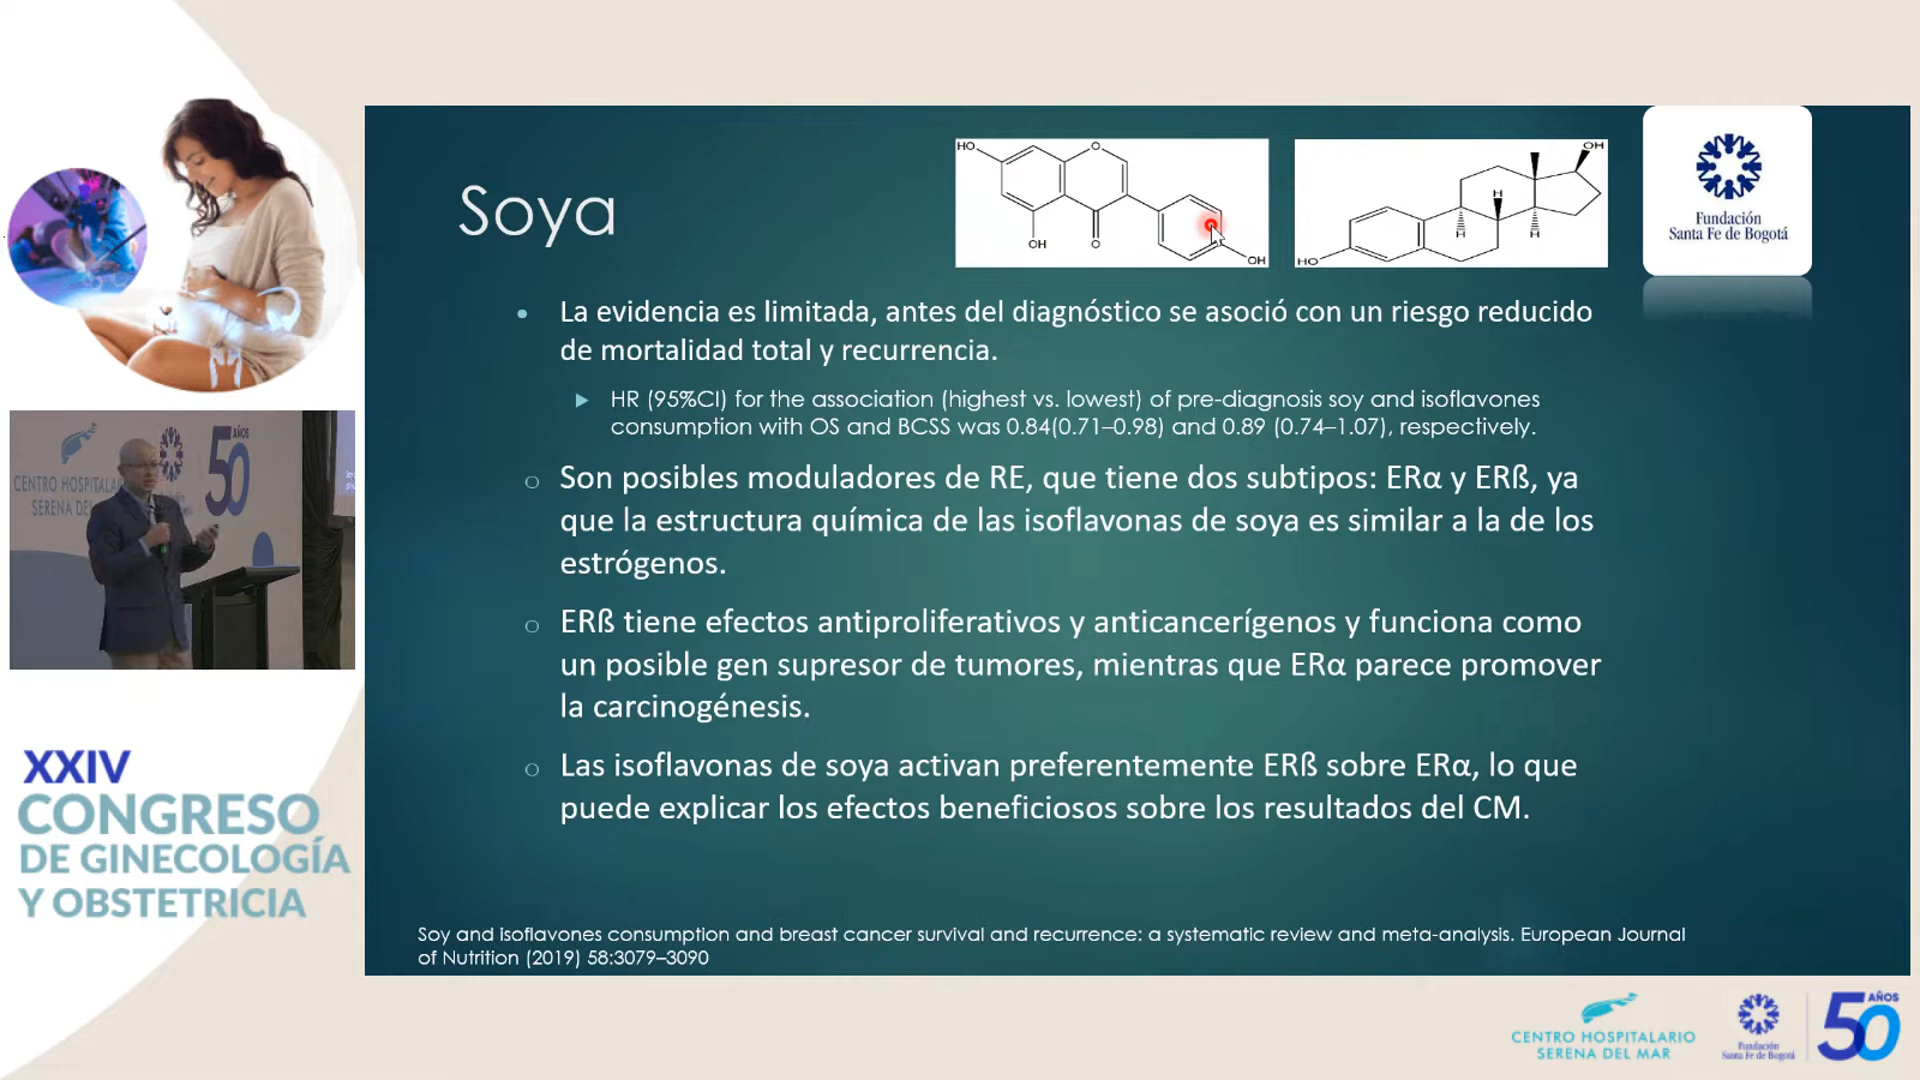 Soya
HO
O
OH
O
OH
OH
H
H
H
HO
Fundación
Santa Fe de Bogotá
• La evidencia es limitada, antes del diagnóstico se asoció con un riesgo reducido
de mortalidad total y recurrencia.
HR (95%CI) for the association (highest vs. lowest) of pre-diagnosis soy and isoflavones
consumption with OS and BCSS was 0.84(0.71–0.98) and 0.89 (0.74–1.07), respectively.
o Son posibles moduladores de RE, que tiene dos subtipos: ERα y ERß, ya
que la estructura química de las isoflavonas de soya es similar a la de los
estrógenos.
o ERß tiene efectos antiproliferativos y anticancerígenos y funciona como
un posible gen supresor de tumores, mientras que ERα parece promover
la carcinogénesis.
o Las isoflavonas de soya activan preferentemente ERß sobre ERα, lo que
puede explicar los efectos beneficiosos sobre los resultados del CM.
Soy and isoflavones consumption and breast cancer survival and recurrence: a systematic review and meta-analysis. European Journal
of Nutrition (2019) 58:3079–3090
CENTRO HOSPITALA
SERENA DEL
AÑOS
50
XXIV
CONGRESO
DE GINECOLOGÍA
Y OBSTETRICIA
CENTRO HOSPITALARIO
SERENA DEL MAR
Fundación
Santa Fe de Bogotá
50 AÑOS